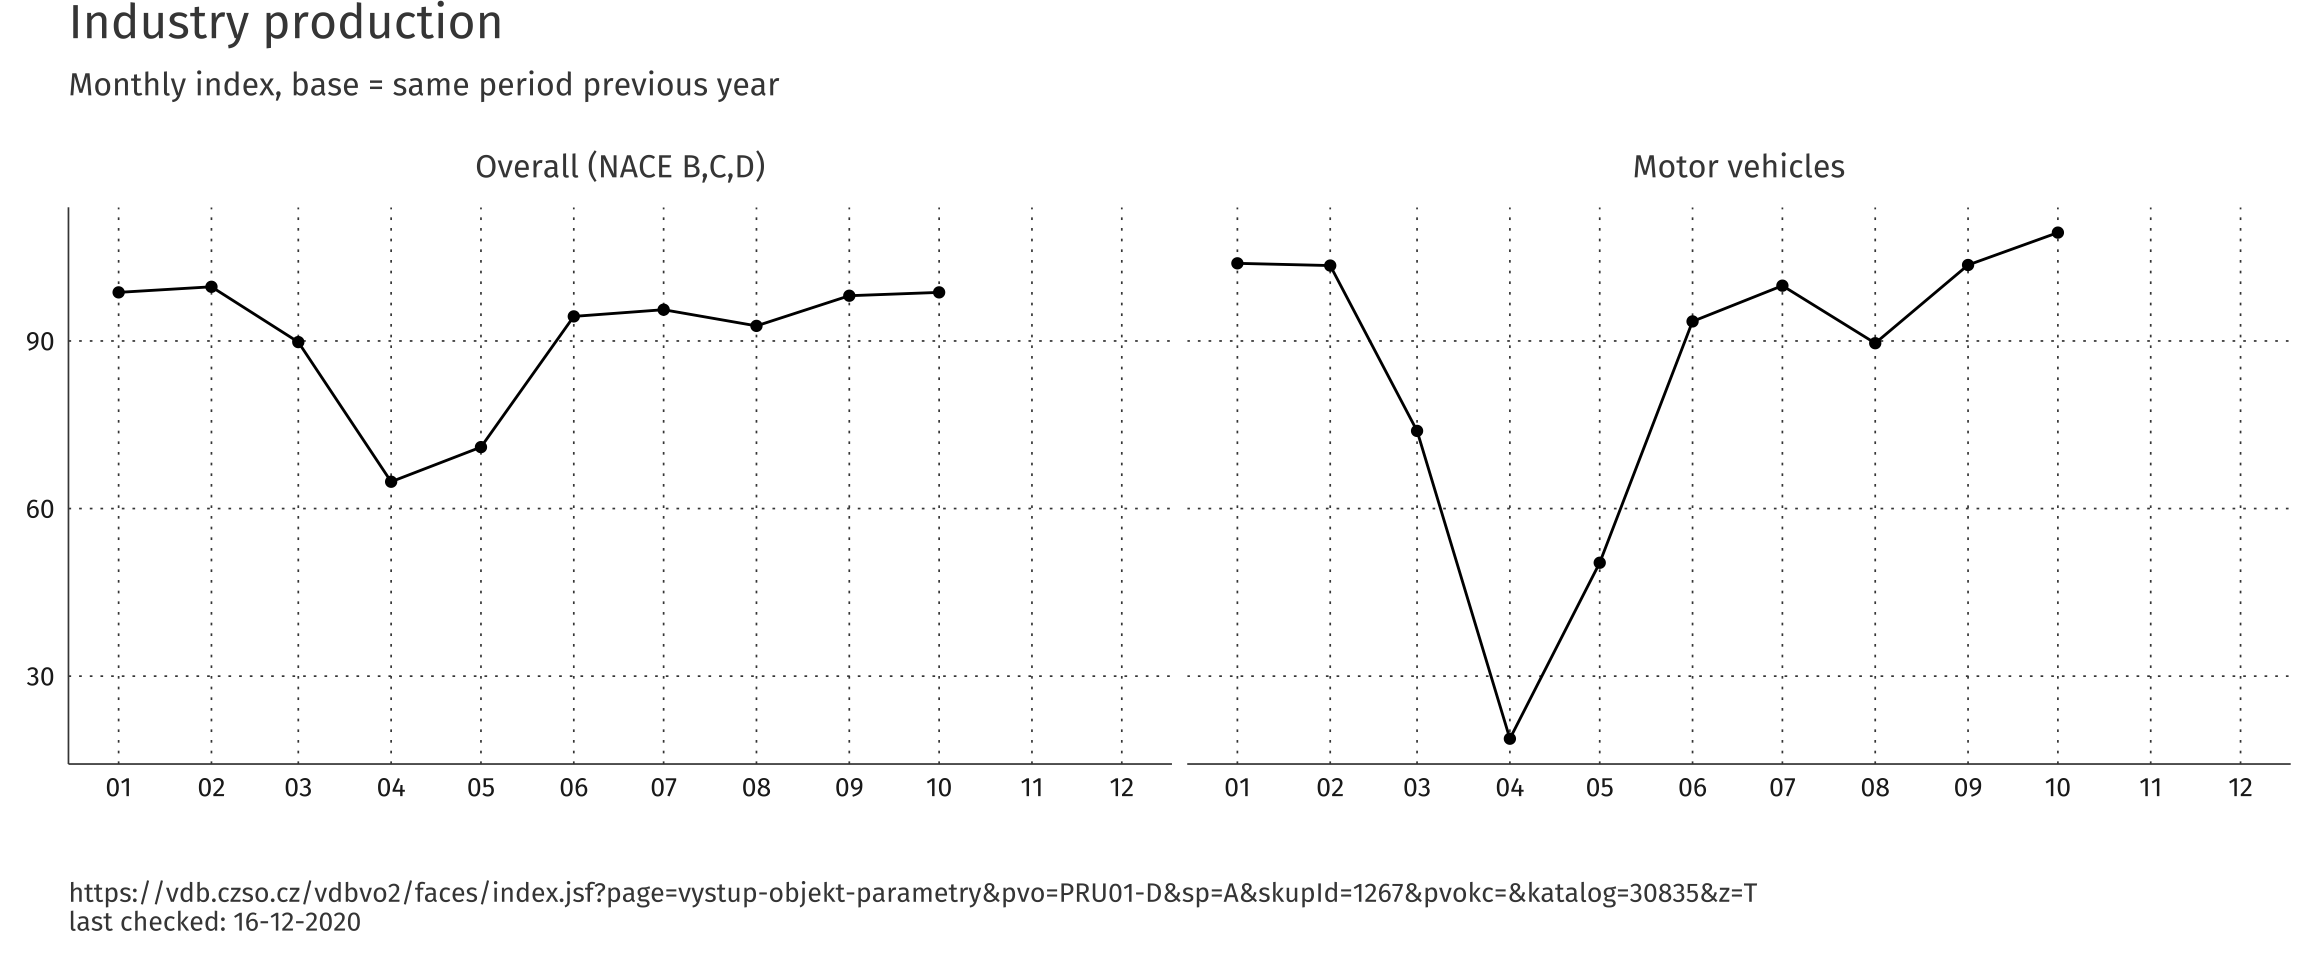 Industry production
Monthly index, base = same period previous year
Overall (NACE B,C,D)
Motor vehicles
90
60
30
01 02 03 04 05 06 07 08 09 10 11 12
01 02 03 04 05 06 07 08 09 10 11 12
https://vdb.czso.cz/vdbvo2/faces/index.jsf?page=vystup-objekt-parametry&pvo=PRU01-D&sp=A&skupId=1267&pvokc=&katalog=30835&z=T
last checked: 16-12-2020